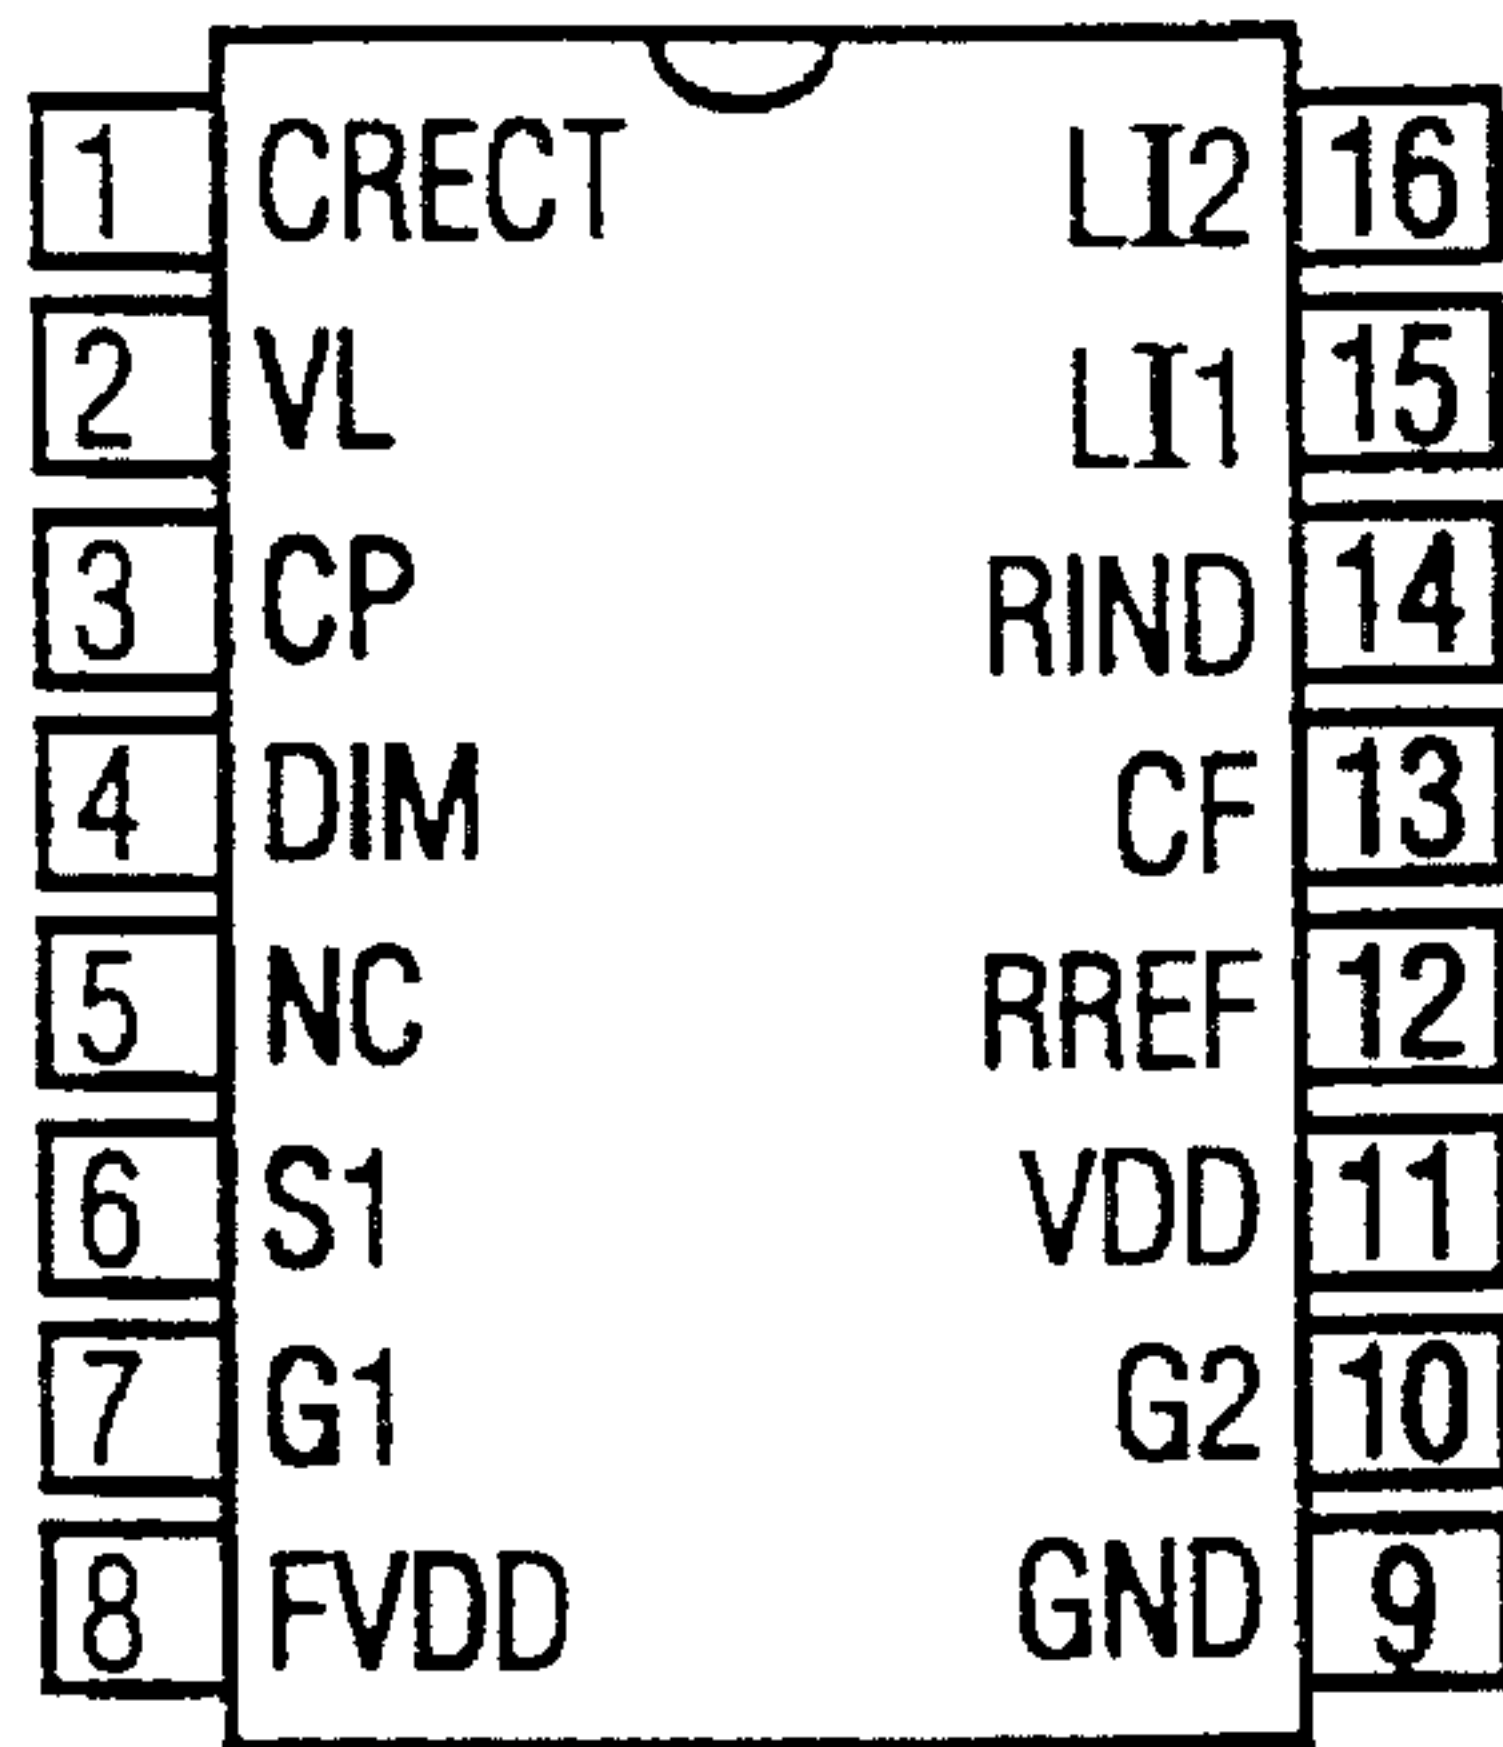 1 CRECT LI2 16
2 VL LI1 15
3 CP RIND 14
4 DIM CF 13
5 NC RREF 12
6 S1 VDD 11
7 G1 G2 10
8 FVDD GND 9